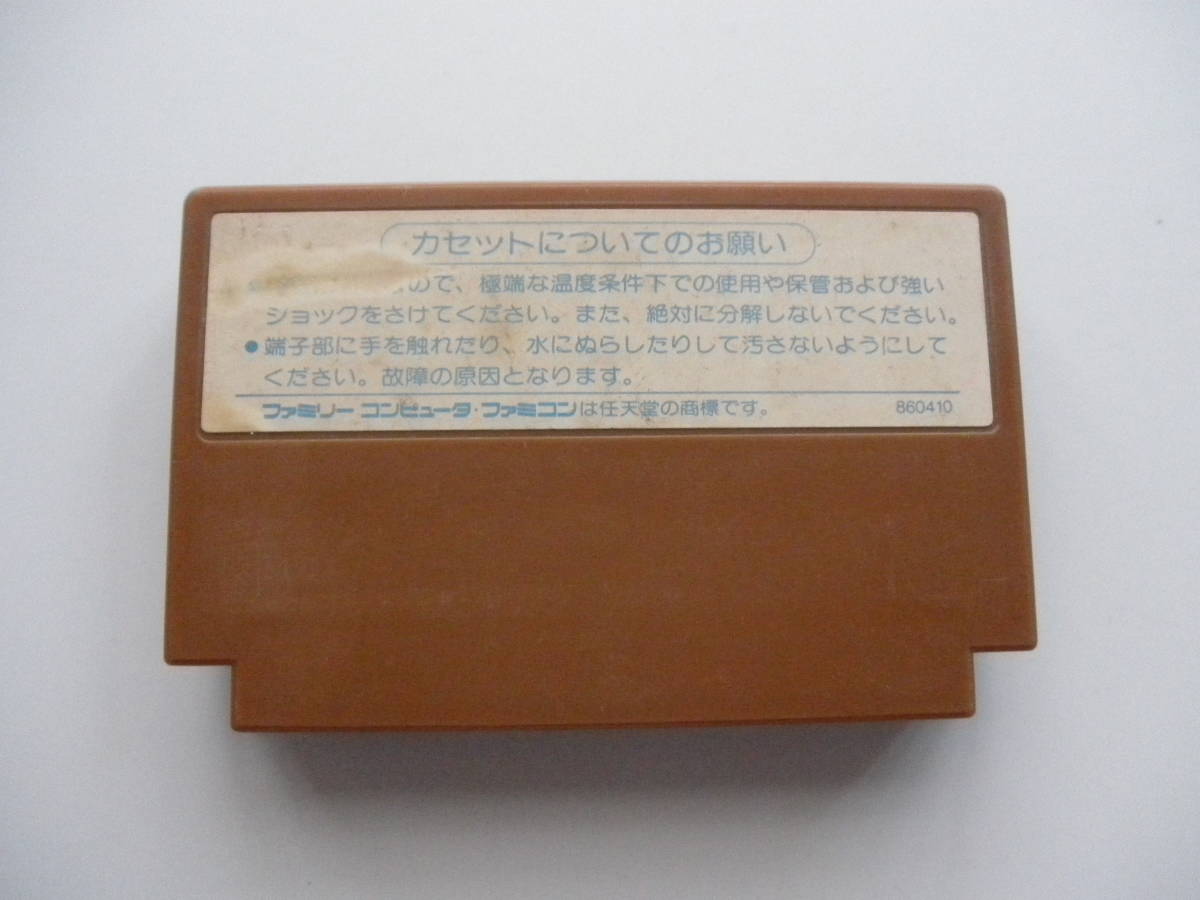 カセットについてのお願い
ので、極端な温度条件下での使用や保管および強い
ショックをさけてください。また、絶対に分解しないでください。
● 端子部に手を触れたり、水にぬらしたりして汚さないようにして
ください。故障の原因となります。
ファミリー コンピュータ・ファミコンは任天堂の商標です。 860410